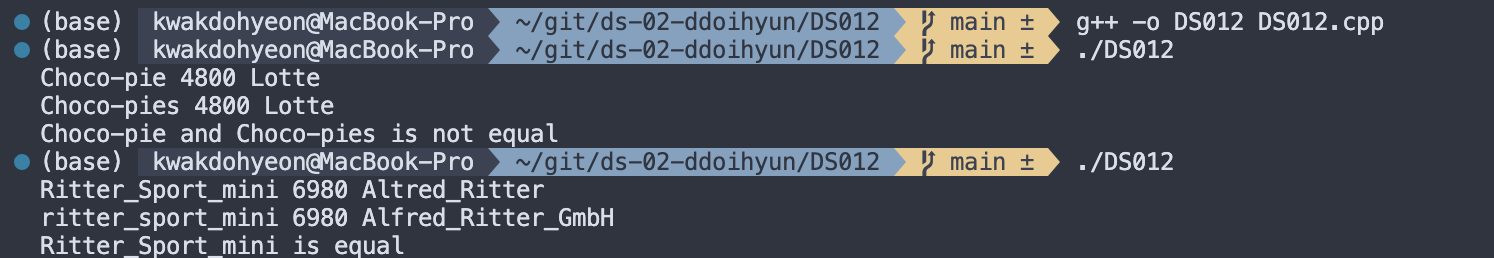 (base) kwakdohyeon@MacBook-Pro ~/git/ds-02-ddoihyun/DS012 main ± g++ -o DS012 DS012.cpp
(base) kwakdohyeon@MacBook-Pro ~/git/ds-02-ddoihyun/DS012 main ± ./DS012
Choco-pie 4800 Lotte
Choco-pies 4800 Lotte
Choco-pie and Choco-pies is not equal
(base) kwakdohyeon@MacBook-Pro ~/git/ds-02-ddoihyun/DS012 main ± ./DS012
Ritter_Sport_mini 6980 Altred_Ritter
ritter_sport_mini 6980 Alfred_Ritter_GmbH
Ritter_Sport_mini is equal